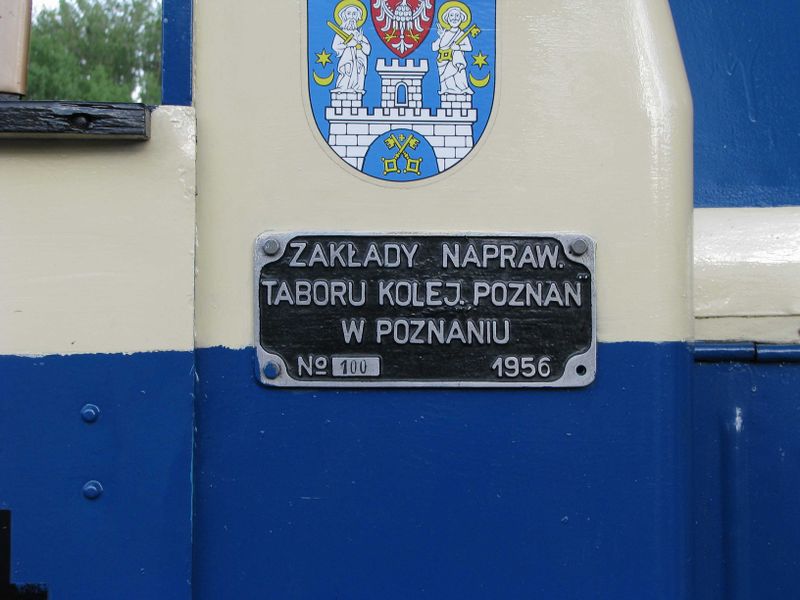 ZAKŁADY NAPRAW.
TABORU KOLEJ. „POZNAŃ”
W POZNANIU
Nº 100 1956